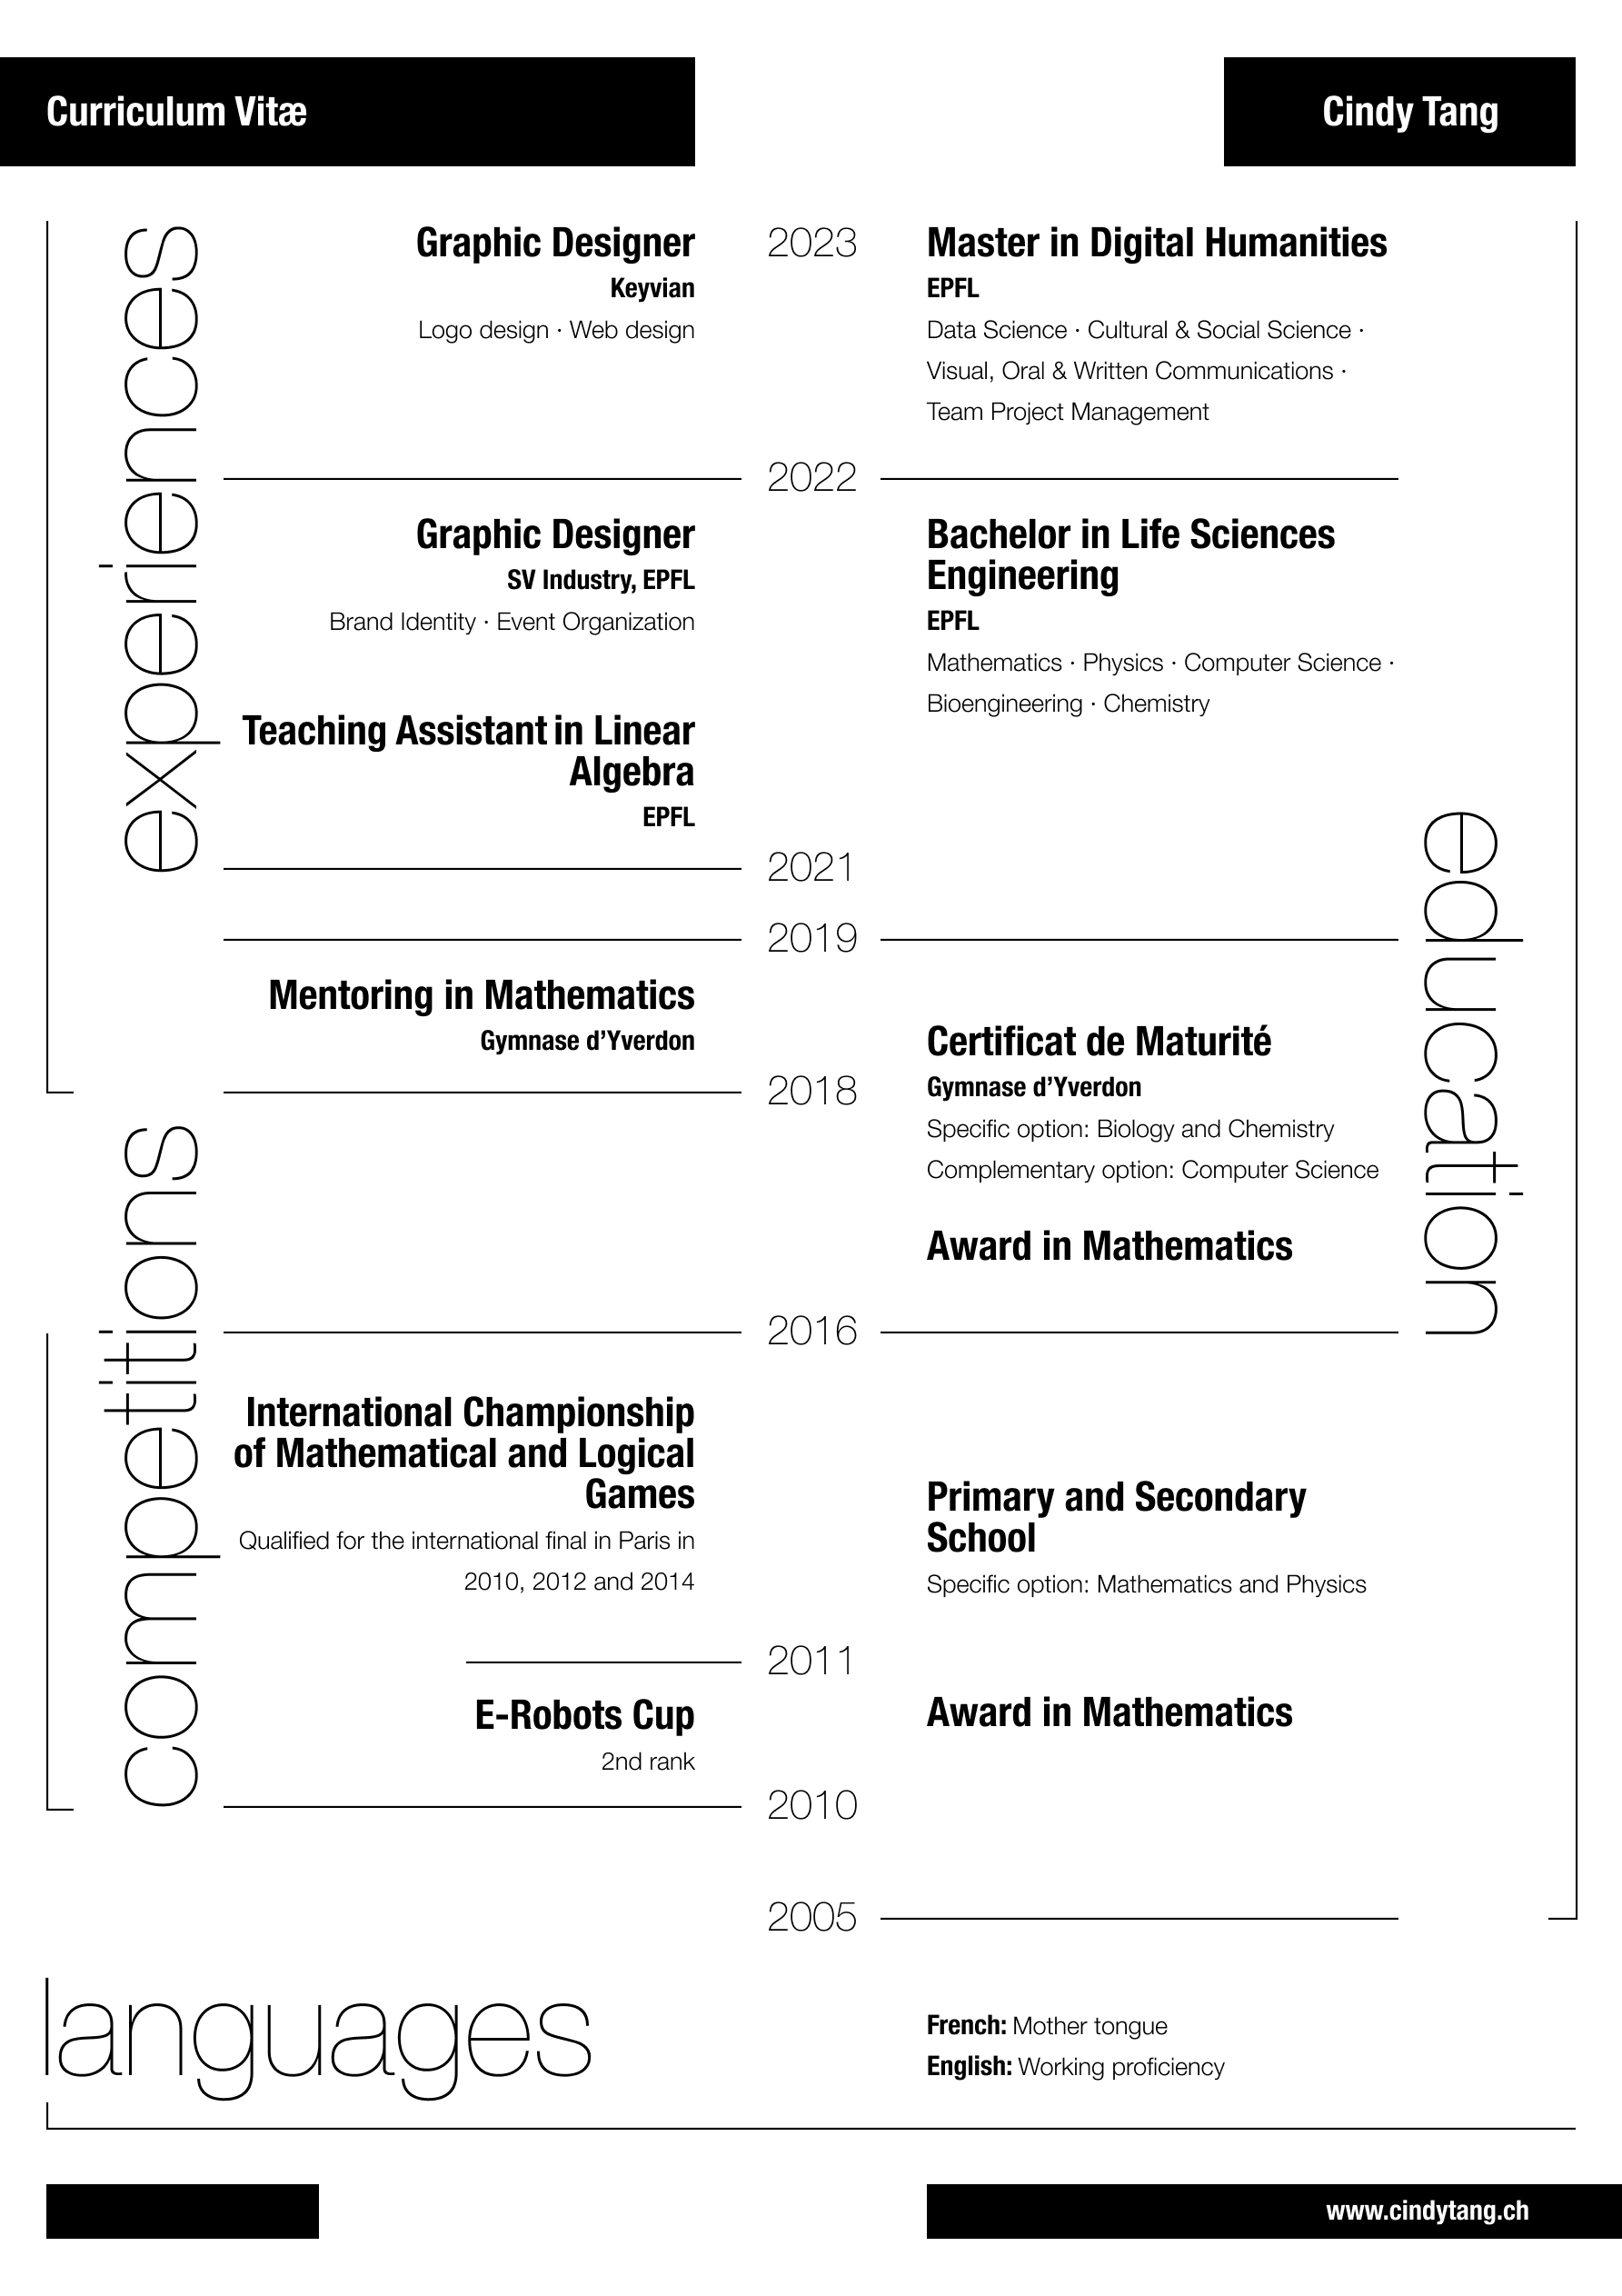 Curriculum Vitæ
Cindy Tang
experiences
Graphic Designer
Keyvian
Logo design · Web design
2023
Master in Digital Humanities
EPFL
Data Science · Cultural & Social Science ·
Visual, Oral & Written Communications ·
Team Project Management
2022
Graphic Designer
SV Industry, EPFL
Brand Identity · Event Organization
Teaching Assistant in Linear
Algebra
EPFL
Bachelor in Life Sciences
Engineering
EPFL
Mathematics · Physics · Computer Science ·
Bioengineering · Chemistry
2021
2019
education
Mentoring in Mathematics
Gymnase d’Yverdon
2018
Certificat de Maturité
Gymnase d’Yverdon
Specific option: Biology and Chemistry
Complementary option: Computer Science
Award in Mathematics
2016
competitions
International Championship
of Mathematical and Logical
Games
Qualified for the international final in Paris in
2010, 2012 and 2014
Primary and Secondary
School
Specific option: Mathematics and Physics
2011
E-Robots Cup
2nd rank
Award in Mathematics
2010
2005
languages
French: Mother tongue
English: Working proficiency
www.cindytang.ch